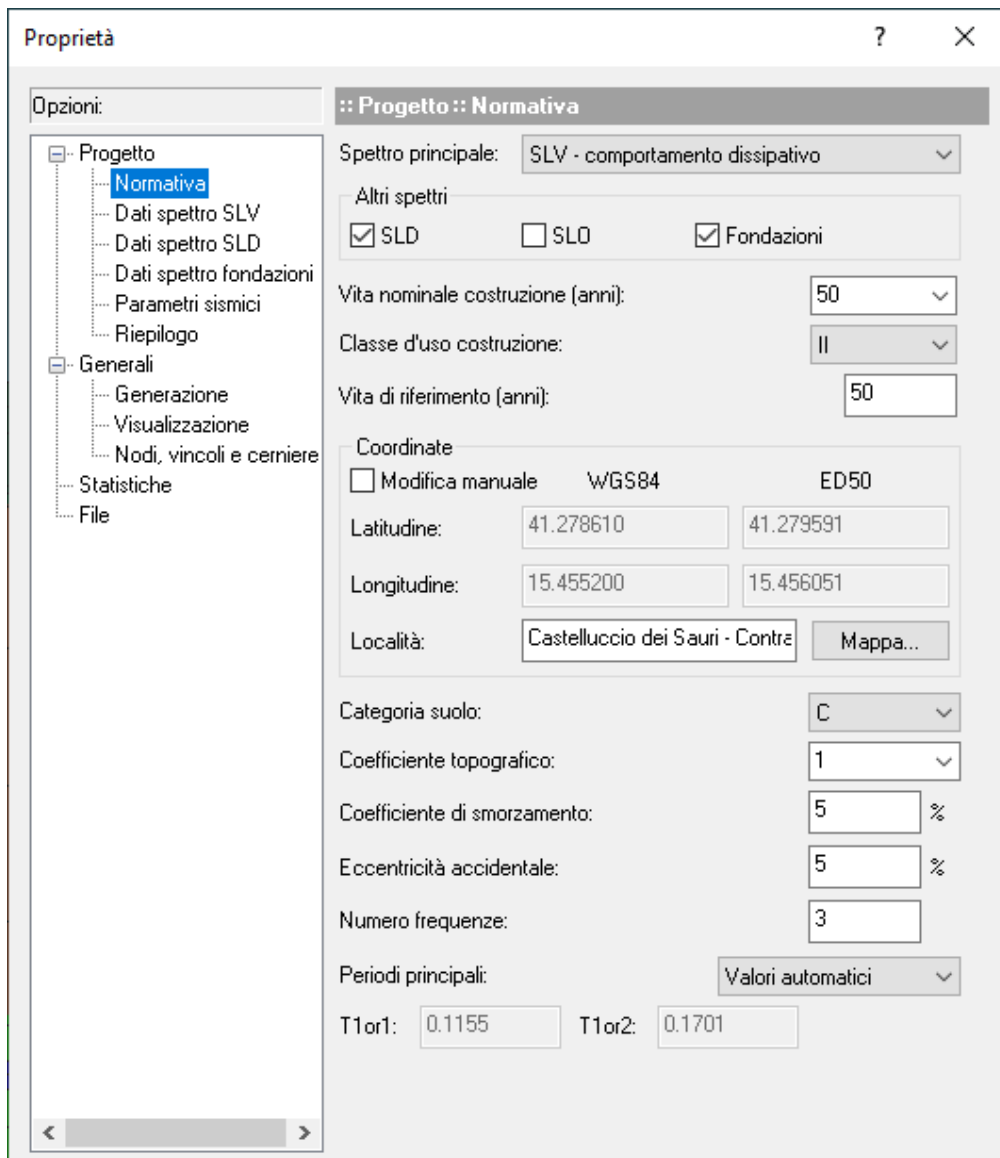 Proprietà
?
Opzioni:
:: Progetto :: Normativa
Progetto
Normativa
Dati spettro SLV
Dati spettro SLD
Dati spettro fondazioni
Parametri sismici
Riepilogo
Generali
Generazione
Visualizzazione
Nodi, vincoli e cerniere
Statistiche
File
Spettro principale: SLV - comportamento dissipativo
Altri spettri
SLD SLO Fondazioni
Vita nominale costruzione (anni): 50
Classe d'uso costruzione: II
Vita di riferimento (anni): 50
Coordinate
Modifica manuale WGS84 ED50
Latitudine: 41.278610 41.279591
Longitudine: 15.455200 15.456051
Località: Castelluccio dei Sauri - Contra Mappa...
Categoria suolo: C
Coefficiente topografico: 1
Coefficiente di smorzamento: 5 %
Eccentricità accidentale: 5 %
Numero frequenze: 3
Periodi principali: Valori automatici
T1or1: 0.1155 T1or2: 0.1701